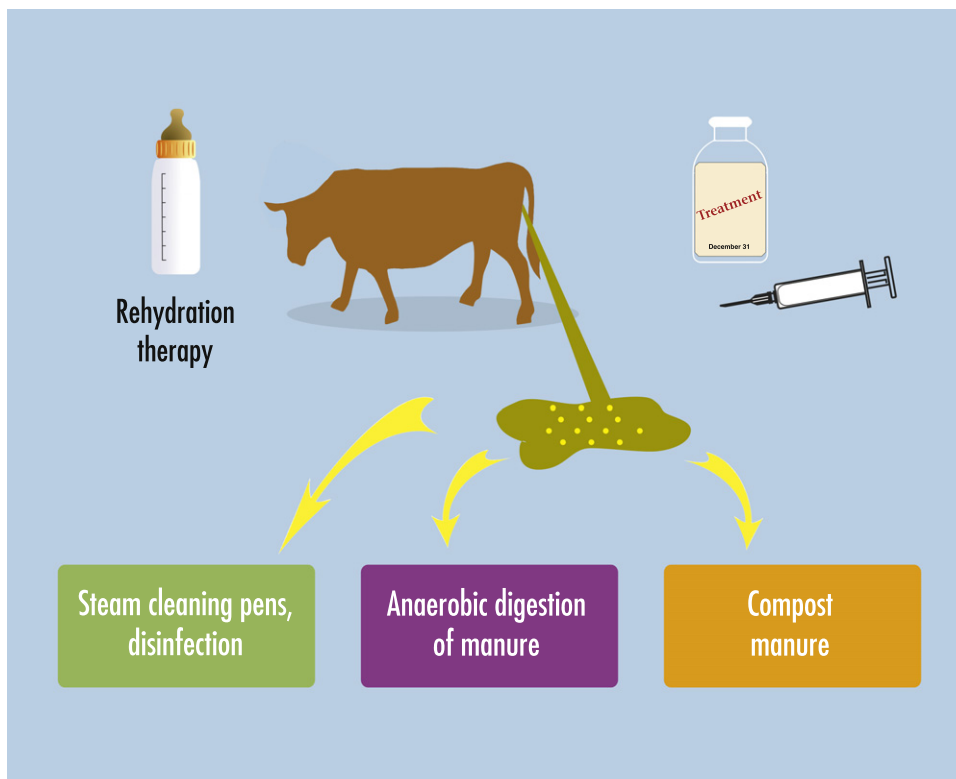 Rehydration
therapy
Treatment
December 31
Steam cleaning pens,
disinfection
Anaerobic digestion
of manure
Compost
manure